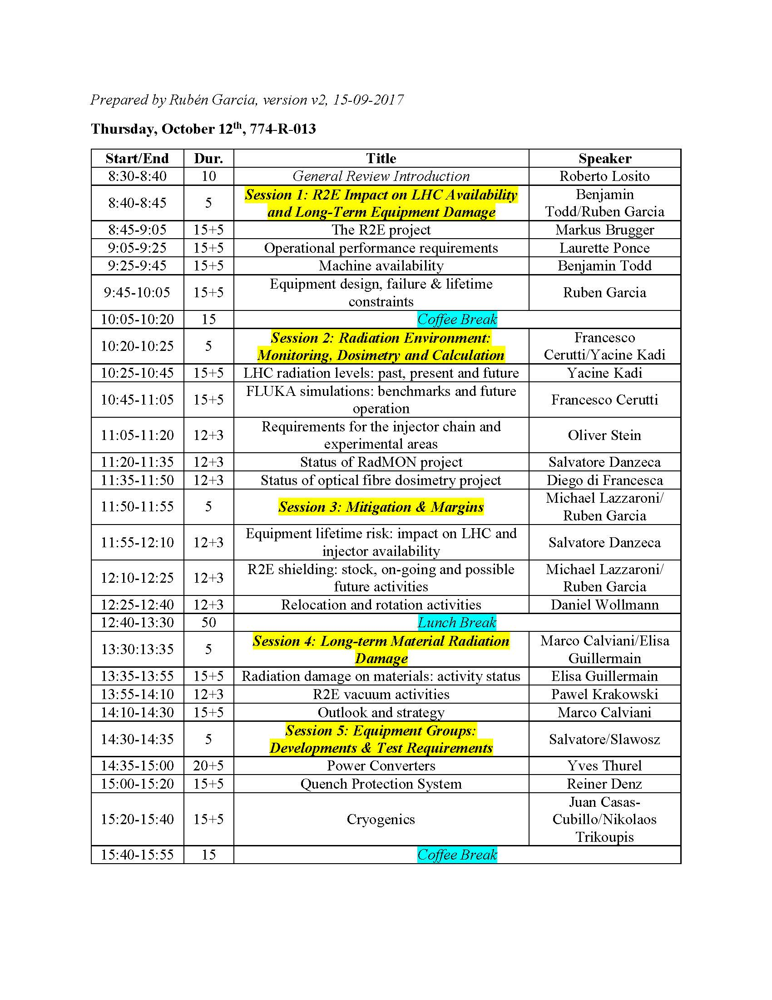 Prepared by Rubén García, version v2, 15-09-2017
Thursday, October 12th, 774-R-013
Start/End Dur. Title Speaker
8:30-8:40 10 General Review Introduction Roberto Losito
8:40-8:45 5 Session 1: R2E Impact on LHC Availability and Long-Term Equipment Damage Benjamin Todd/Ruben Garcia
8:45-9:05 15+5 The R2E project Markus Brugger
9:05-9:25 15+5 Operational performance requirements Laurette Ponce
9:25-9:45 15+5 Machine availability Benjamin Todd
9:45-10:05 15+5 Equipment design, failure & lifetime constraints Ruben Garcia
10:05-10:20 15 Coffee Break
10:20-10:25 5 Session 2: Radiation Environment: Monitoring, Dosimetry and Calculation Francesco Cerutti/Yacine Kadi
10:25-10:45 15+5 LHC radiation levels: past, present and future Yacine Kadi
10:45-11:05 15+5 FLUKA simulations: benchmarks and future operation Francesco Cerutti
11:05-11:20 12+3 Requirements for the injector chain and experimental areas Oliver Stein
11:20-11:35 12+3 Status of RadMON project Salvatore Danzeca
11:35-11:50 12+3 Status of optical fibre dosimetry project Diego di Francesca
11:50-11:55 5 Session 3: Mitigation & Margins Michael Lazzaroni/ Ruben Garcia
11:55-12:10 12+3 Equipment lifetime risk: impact on LHC and injector availability Salvatore Danzeca
12:10-12:25 12+3 R2E shielding: stock, on-going and possible future activities Michael Lazzaroni/ Ruben Garcia
12:25-12:40 12+3 Relocation and rotation activities Daniel Wollmann
12:40-13:30 50 Lunch Break
13:30:13:35 5 Session 4: Long-term Material Radiation Damage Marco Calviani/Elisa Guillermain
13:35-13:55 15+5 Radiation damage on materials: activity status Elisa Guillermain
13:55-14:10 12+3 R2E vacuum activities Pawel Krakowski
14:10-14:30 15+5 Outlook and strategy Marco Calviani
14:30-14:35 5 Session 5: Equipment Groups: Developments & Test Requirements Salvatore/Slawosz
14:35-15:00 20+5 Power Converters Yves Thurel
15:00-15:20 15+5 Quench Protection System Reiner Denz
15:20-15:40 15+5 Cryogenics Juan Casas-Cubillo/Nikolaos Trikoupis
15:40-15:55 15 Coffee Break